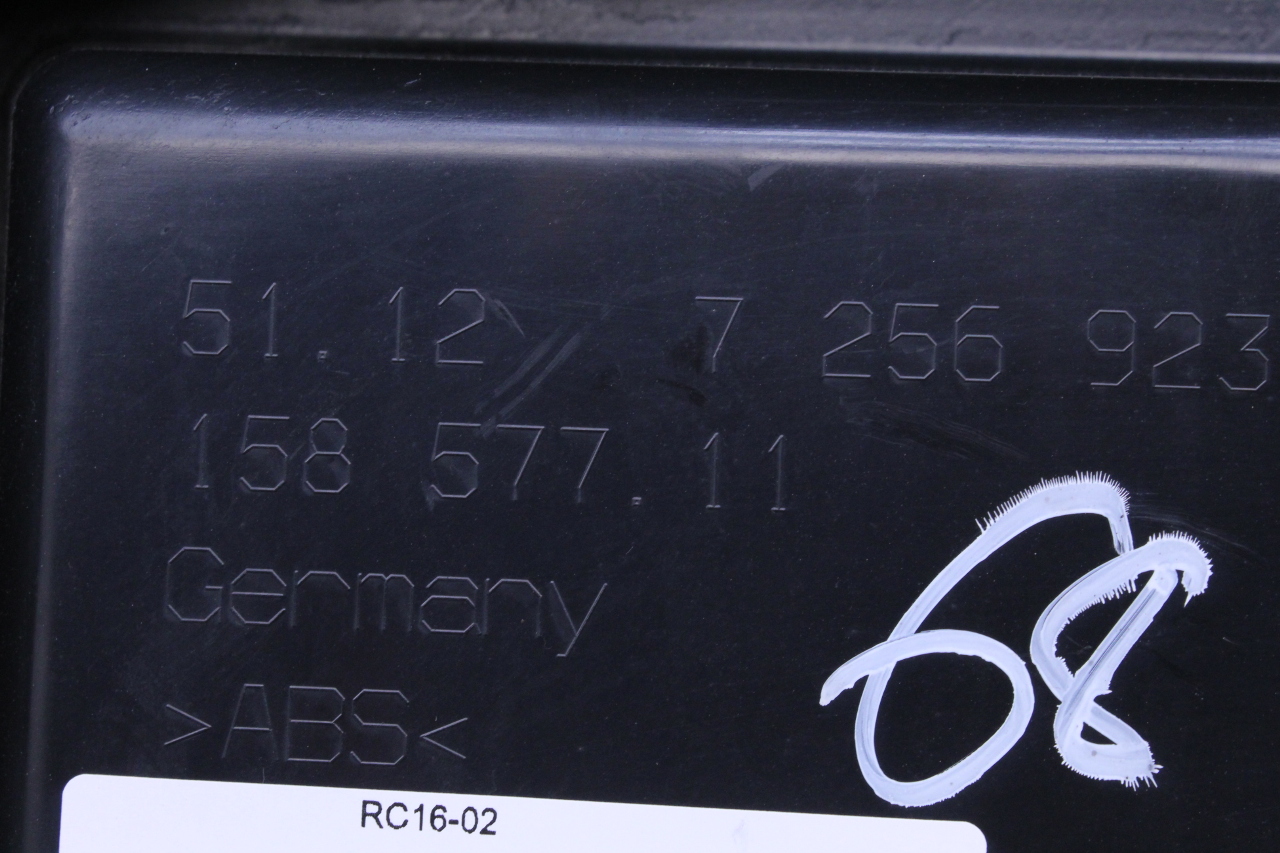 51.12 7 256 923
158 577.11
Germany
>ABS<
68
RC16-02